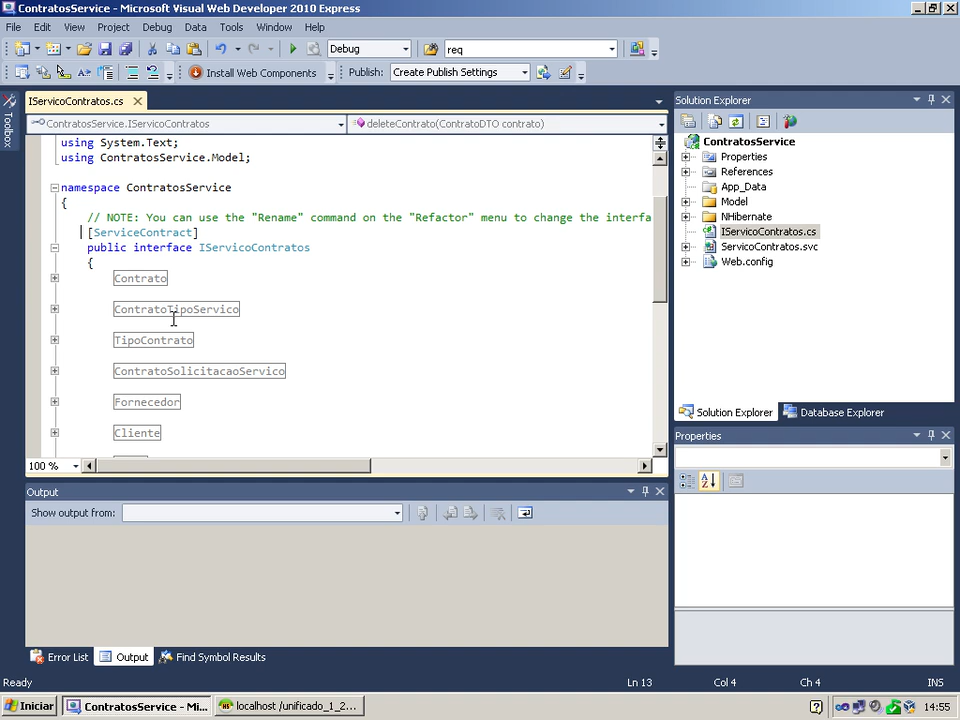 ContratosService - Microsoft Visual Web Developer 2010 Express
File Edit View Project Debug Data Tools Window Help
Debug req
Install Web Components Publish: Create Publish Settings
Toolbox
IServicoContratos.cs
ContratosService.IServicoContratos deleteContrato(ContratoDTO contrato)
using System.Text;
using ContratosService.Model;
namespace ContratosService
{
// NOTE: You can use the "Rename" command on the "Refactor" menu to change the interfa
[ServiceContract]
public interface IServicoContratos
{
Contrato
ContratoTipoServico
TipoContrato
ContratoSolicitacaoServico
Fornecedor
Cliente
100 %
Solution Explorer
ContratosService
Properties
References
App_Data
Model
NHibernate
IServicoContratos.cs
ServicoContratos.svc
Web.config
Solution Explorer Database Explorer
Properties
Output
Show output from:
Error List Output Find Symbol Results
Ready Ln 13 Col 4 Ch 4 INS
Iniciar ContratosService - Mi... localhost /unificado_1_2... 14:55